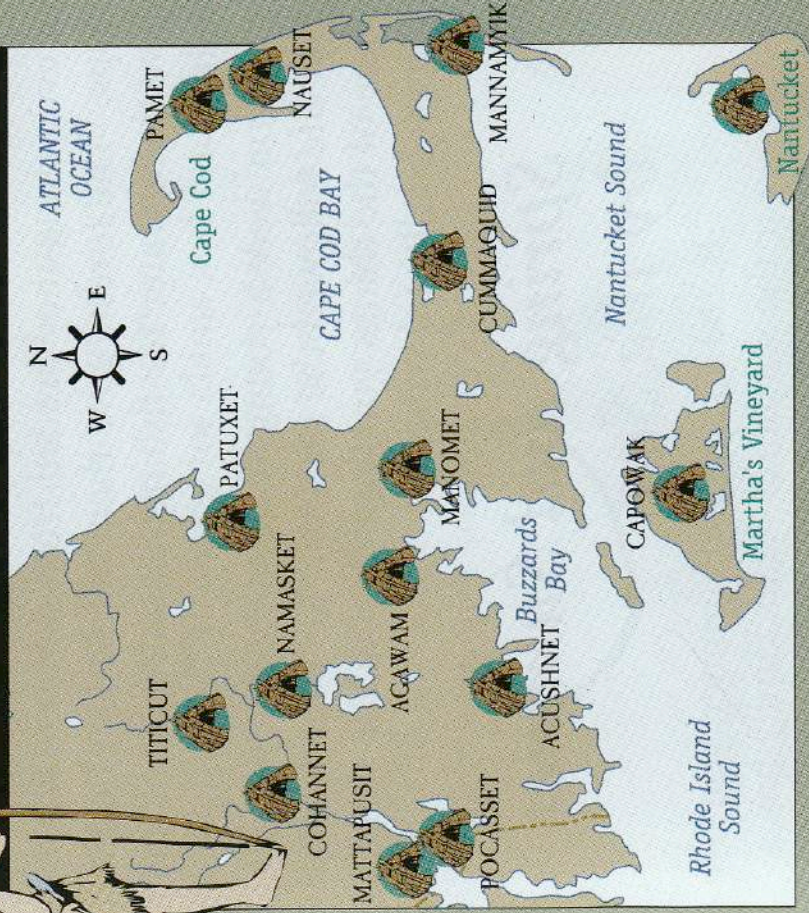 N
ATLANTIC
OCEAN
W
E
S
PAMET
TITICUT
Cape Cod
PATUXET
NAMASKET
NAUSET
COHANNET
CAPE COD BAY
MATTAPUSIT
AGAWAM
MANOMET
POCASSET
CUMMAQUID
MANNAMYIK
Buzzards
Bay
ACUSHNET
Nantucket Sound
CAPOWAK
Rhode Island
Sound
Martha's Vineyard
Nantucket